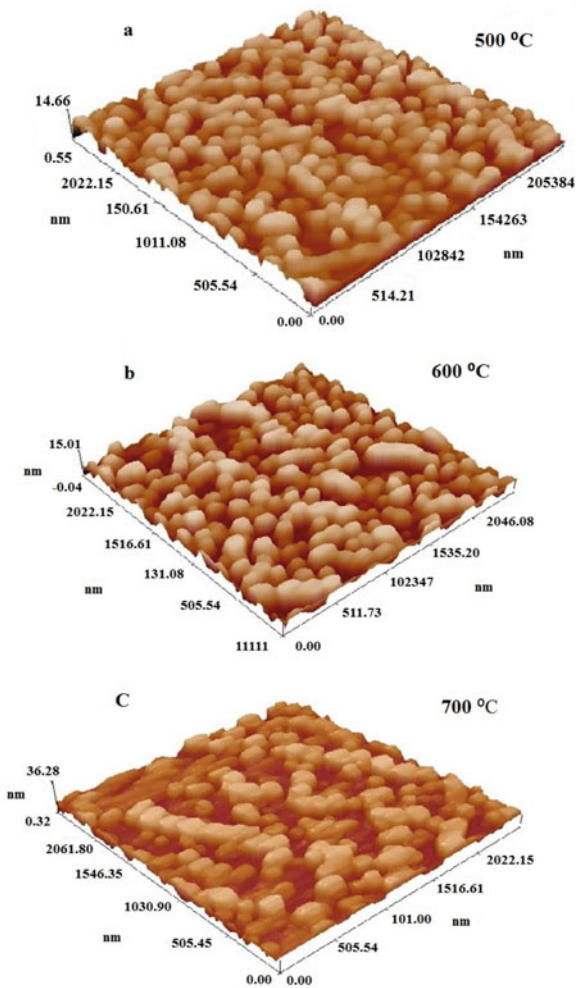 a
500 ⁰C
14.66
0.55
2022.15
nm
150.61
1011.08
505.54
0.00
0.00
514.21
102842
nm
154263
205384
b
600 ⁰C
15.01
nm
-0.04
2022.15
1516.61
nm
131.08
505.54
11111
0.00
511.73
102347
nm
1535.20
2046.08
C
700 ⁰C
36.28
nm
0.32
2061.80
1546.35
1030.90
nm
505.45
0.00
0.00
505.54
101.00
nm
1516.61
2022.15